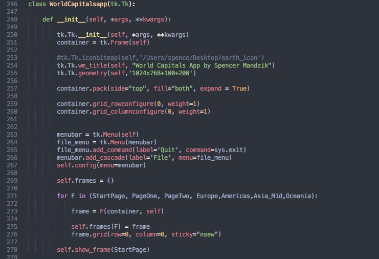 246 class WorldCapitalsapp(tk.Tk):
247
248 def __init__(self, *args, **kwargs):
249
250 tk.Tk.__init__(self, *args, **kwargs)
251 container = tk.Frame(self)
252
253 #tk.Tk.iconbitmap(self,'/Users/spence/Desktop/earth_icon')
254 tk.Tk.wm_title(self, "World Capitals App by Spencer Mandzik")
255 tk.Tk.geometry(self,'1024x768+100+200')
256
257 container.pack(side="top", fill="both", expand = True)
258
259 container.grid_rowconfigure(0, weight=1)
260 container.grid_columnconfigure(0, weight=1)
261
262
263 menubar = tk.Menu(self)
264 file_menu = tk.Menu(menubar)
265 file_menu.add_command(label='Quit', command=sys.exit)
266 menubar.add_cascade(label='File', menu=file_menu)
267 self.config(menu=menubar)
268
269 self.frames = {}
270
271 for F in (StartPage, PageOne, PageTwo, Europe,Americas,Asia_Mid,Oceania):
272
273 frame = F(container, self)
274
275 self.frames[F] = frame
276 frame.grid(row=0, column=0, sticky="nsew")
277
278 self.show_frame(StartPage)
279